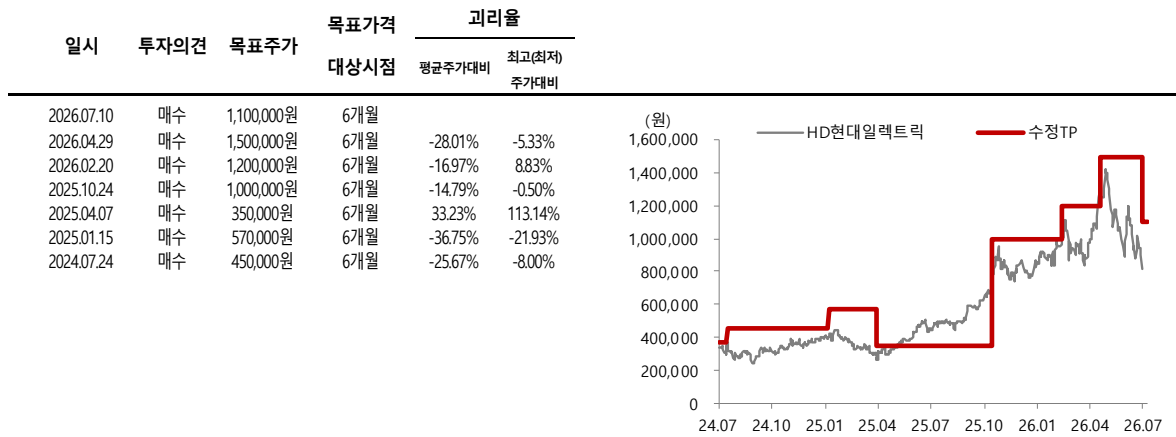 일시 투자의견 목표주가 목표가격 대상시점 괴리율
평균주가대비 최고(최저) 주가대비
2026.07.10 매수 1,100,000원 6개월
2026.04.29 매수 1,500,000원 6개월 -28.01% -5.33%
2026.02.20 매수 1,200,000원 6개월 -16.97% 8.83%
2025.10.24 매수 1,000,000원 6개월 -14.79% -0.50%
2025.04.07 매수 350,000원 6개월 33.23% 113.14%
2025.01.15 매수 570,000원 6개월 -36.75% -21.93%
2024.07.24 매수 450,000원 6개월 -25.67% -8.00%
(원)
HD현대일렉트릭 수정TP
1,600,000
1,400,000
1,200,000
1,000,000
800,000
600,000
400,000
200,000
0
24.07 24.10 25.01 25.04 25.07 25.10 26.01 26.04 26.07